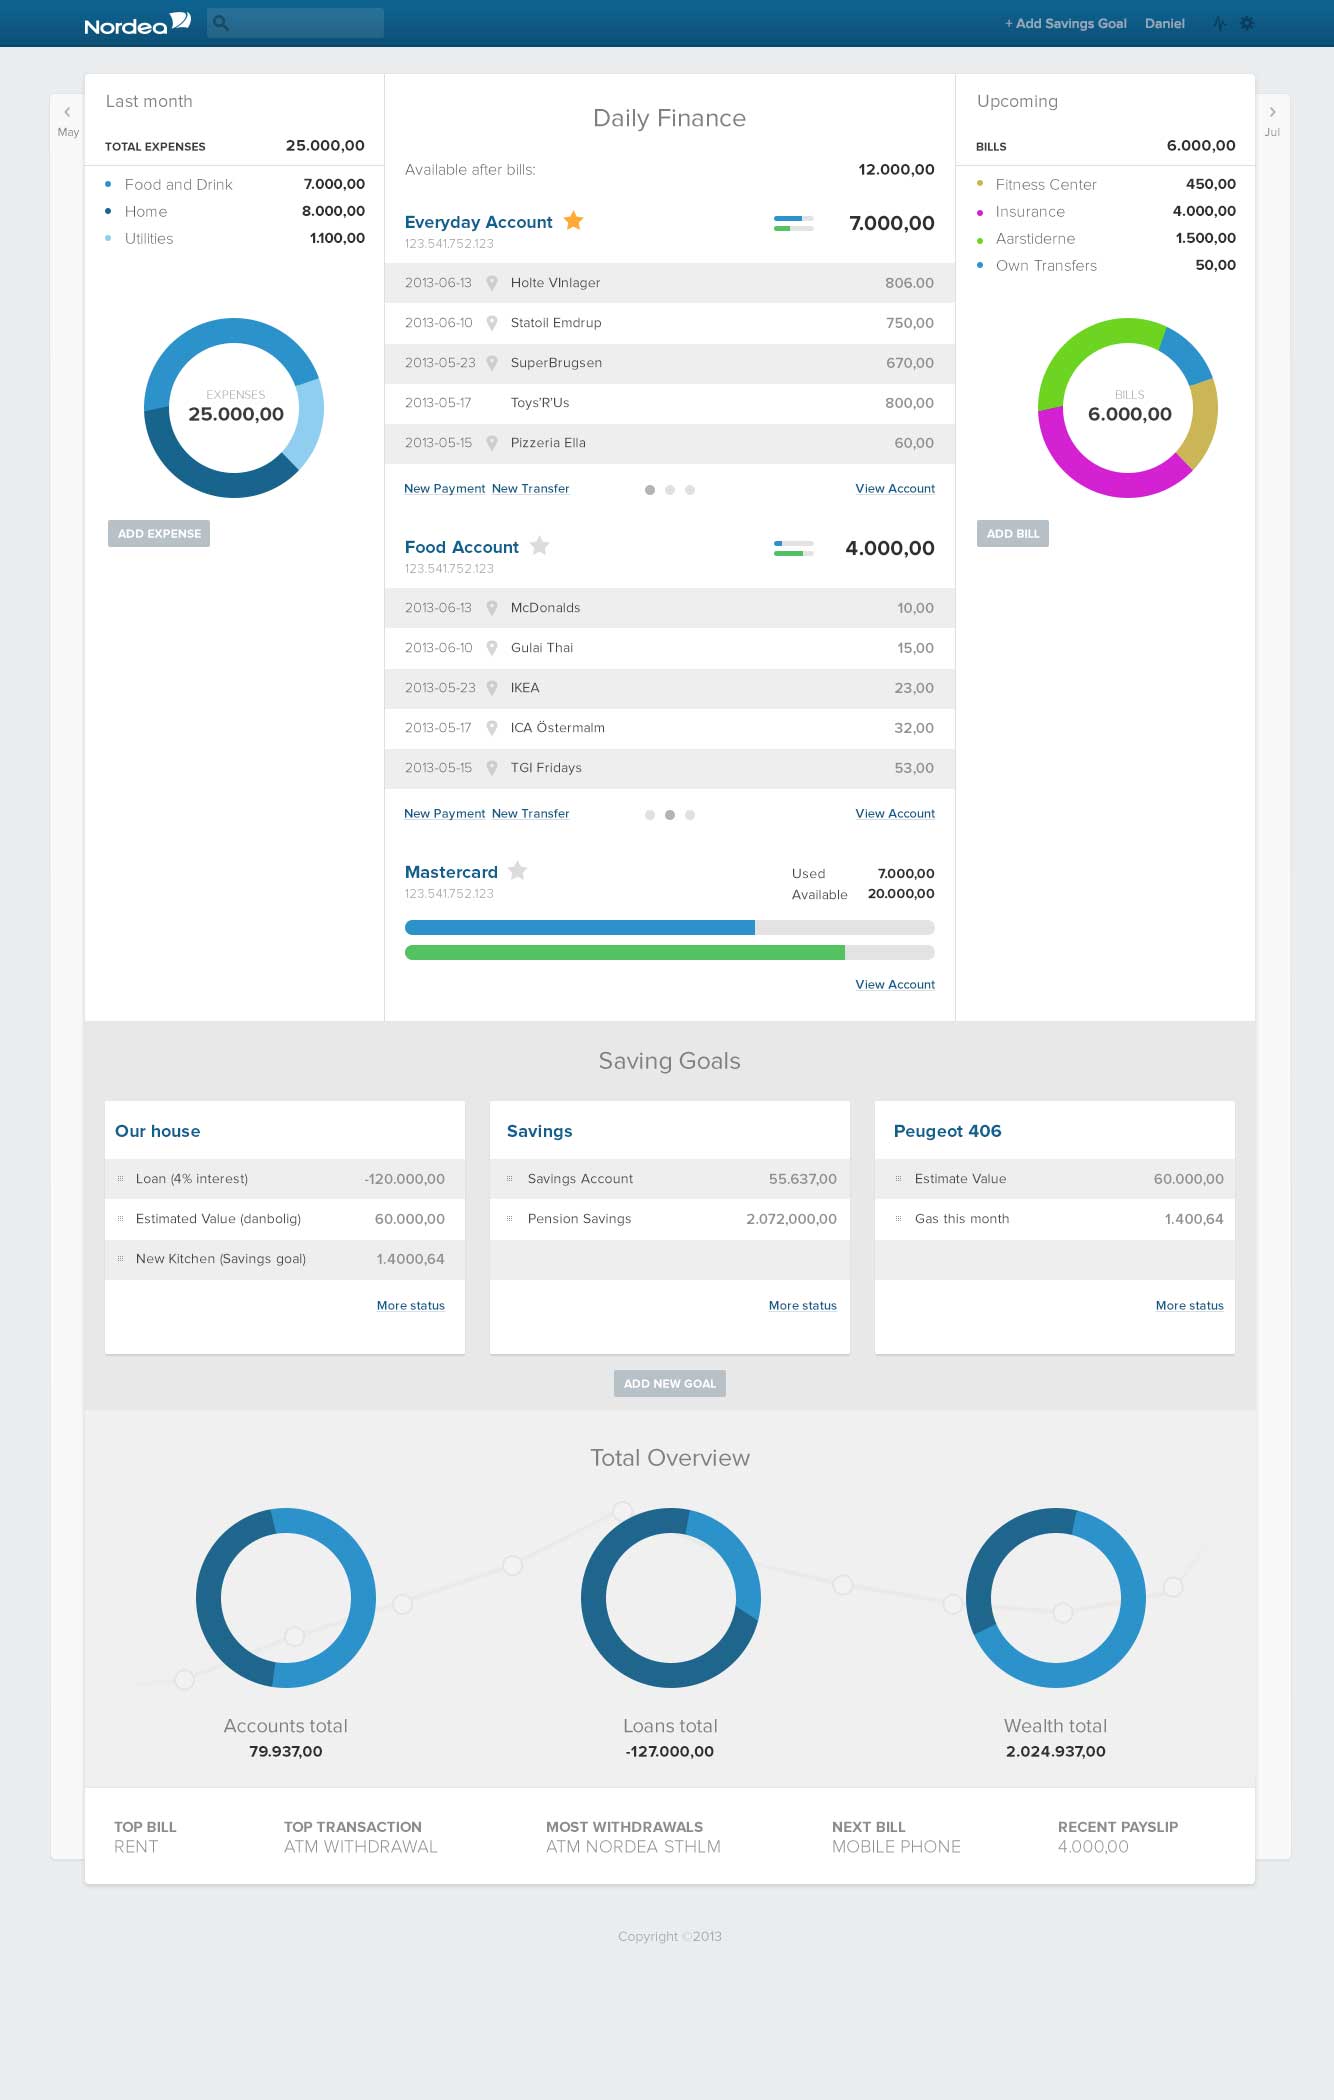 Nordea
+ Add Savings Goal Daniel
May
Jul
Last month
TOTAL EXPENSES 25.000,00
Food and Drink 7.000,00
Home 8.000,00
Utilities 1.100,00
EXPENSES
25.000,00
ADD EXPENSE
Daily Finance
Available after bills: 12.000,00
Everyday Account 7.000,00
123.541.752.123
2013-06-13 Holte VInlager 806.00
2013-06-10 Statoil Emdrup 750,00
2013-05-23 SuperBrugsen 670,00
2013-05-17 Toys'R'Us 800,00
2013-05-15 Pizzeria Ella 60,00
New Payment New Transfer View Account
Food Account 4.000,00
123.541.752.123
2013-06-13 McDonalds 10,00
2013-06-10 Gulai Thai 15,00
2013-05-23 IKEA 23,00
2013-05-17 ICA Östermalm 32,00
2013-05-15 TGI Fridays 53,00
New Payment New Transfer View Account
Mastercard
123.541.752.123
Used 7.000,00
Available 20.000,00
View Account
Upcoming
BILLS 6.000,00
Fitness Center 450,00
Insurance 4.000,00
Aarstiderne 1.500,00
Own Transfers 50,00
BILLS
6.000,00
ADD BILL
Saving Goals
Our house
Loan (4% interest) -120.000,00
Estimated Value (danbolig) 60.000,00
New Kitchen (Savings goal) 1.4000,64
More status
Savings
Savings Account 55.637,00
Pension Savings 2.072,000,00
More status
Peugeot 406
Estimate Value 60.000,00
Gas this month 1.400,64
More status
ADD NEW GOAL
Total Overview
Accounts total
79.937,00
Loans total
-127.000,00
Wealth total
2.024.937,00
TOP BILL
RENT
TOP TRANSACTION
ATM WITHDRAWAL
MOST WITHDRAWALS
ATM NORDEA STHLM
NEXT BILL
MOBILE PHONE
RECENT PAYSLIP
4.000,00
Copyright ©2013